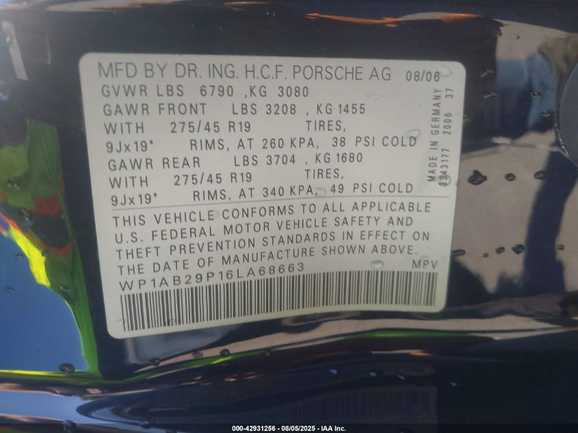 MFD BY DR. ING. H.C.F. PORSCHE AG 08/06
GVWR LBS 6790 ,KG 3080
GAWR FRONT LBS 3208 ,KG 1455
WITH 275/45 R19 TIRES,
9Jx19" RIMS, AT 260 KPA, 38 PSI COLD
GAWR REAR LBS 3704 ,KG 1680
WITH 275/45 R19 TIRES,
9Jx19" RIMS, AT 340 KPA, 49 PSI COLD
THIS VEHICLE CONFORMS TO ALL APPLICABLE
U.S. FEDERAL MOTOR VEHICLE SAFETY AND
THEFT PREVENTION STANDARDS IN EFFECT ON
THE DATE OF MANUFACTURE SHOWN ABOVE.
WP1AB29P16LA68663 MPV
MADE IN GERMANY
2006 37
000-42931256 - 08/05/2025 - IAA Inc.